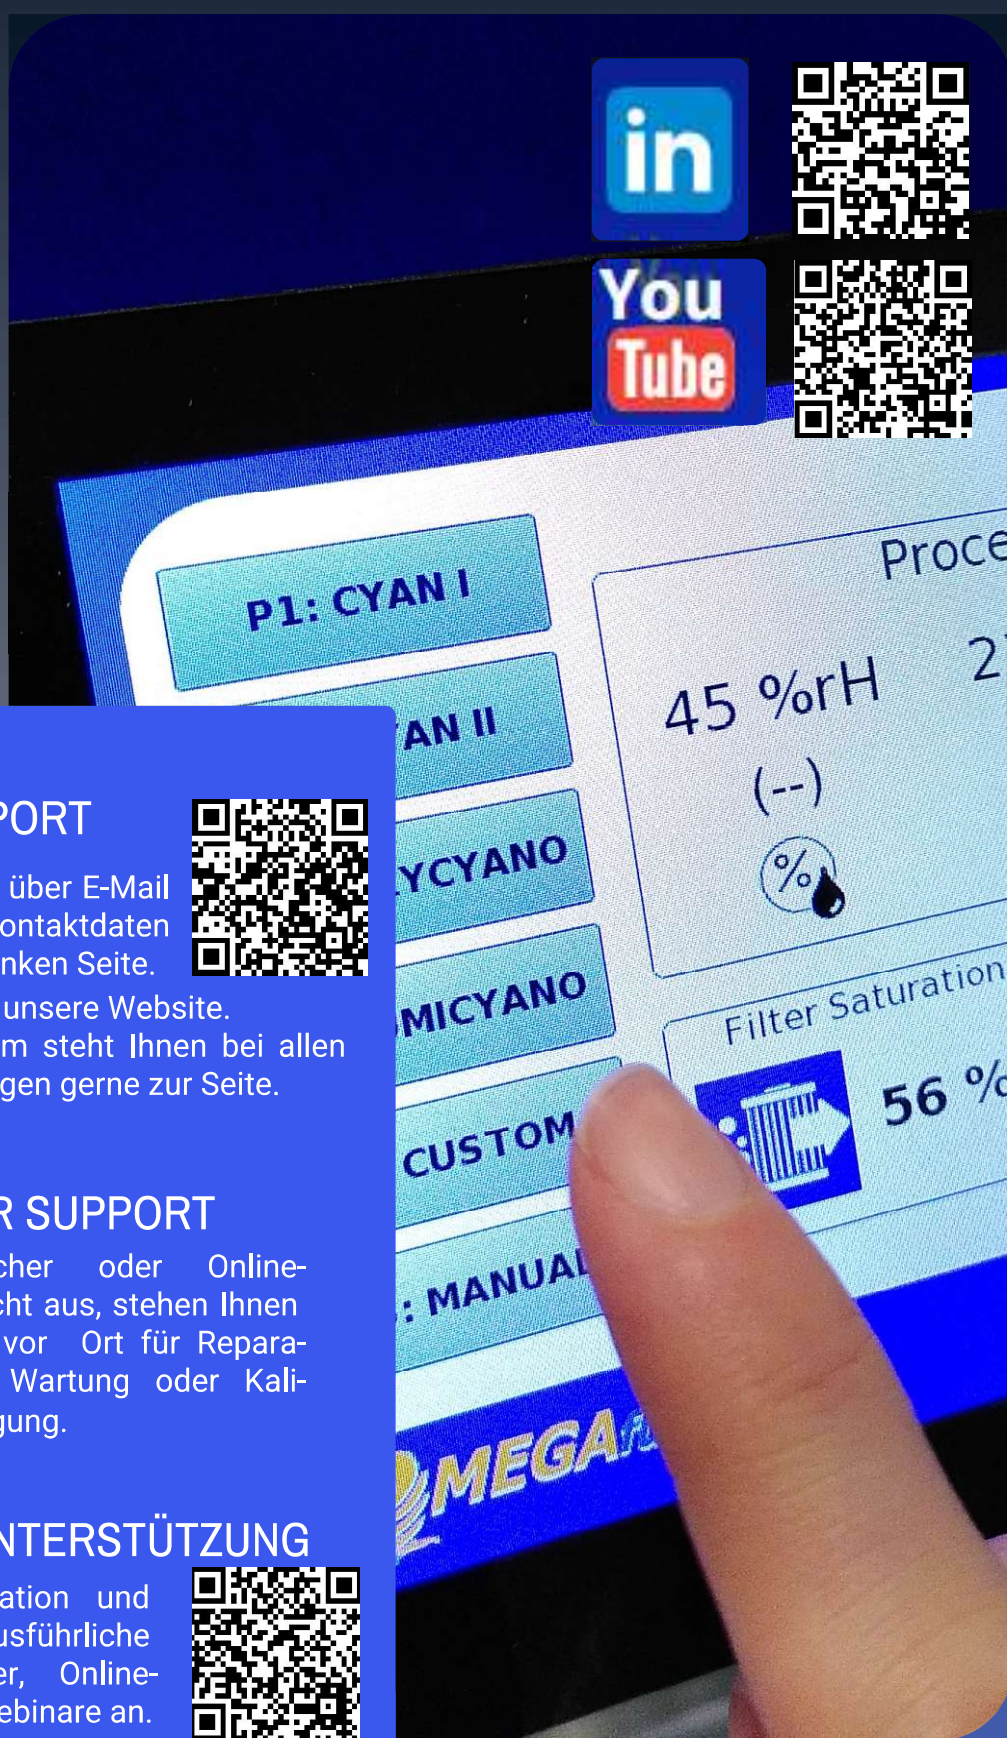 in
You
Tube
P1: CYAN I
AN II
YCYANO
MICYANO
CUSTOM
: MANUAL
Proce
45 %rH
2
(--)
%
Filter Saturation
56 %
MEGA
PORT
über E-Mail
ontaktdaten
nken Seite.
unsere Website.
m steht Ihnen bei allen
gen gerne zur Seite.
R SUPPORT
cher oder Online-
cht aus, stehen Ihnen
vor Ort für Repara-
Wartung oder Kali-
gung.
NTERSTÜTZUNG
ation und
usführliche
er, Online-
ebinare an.